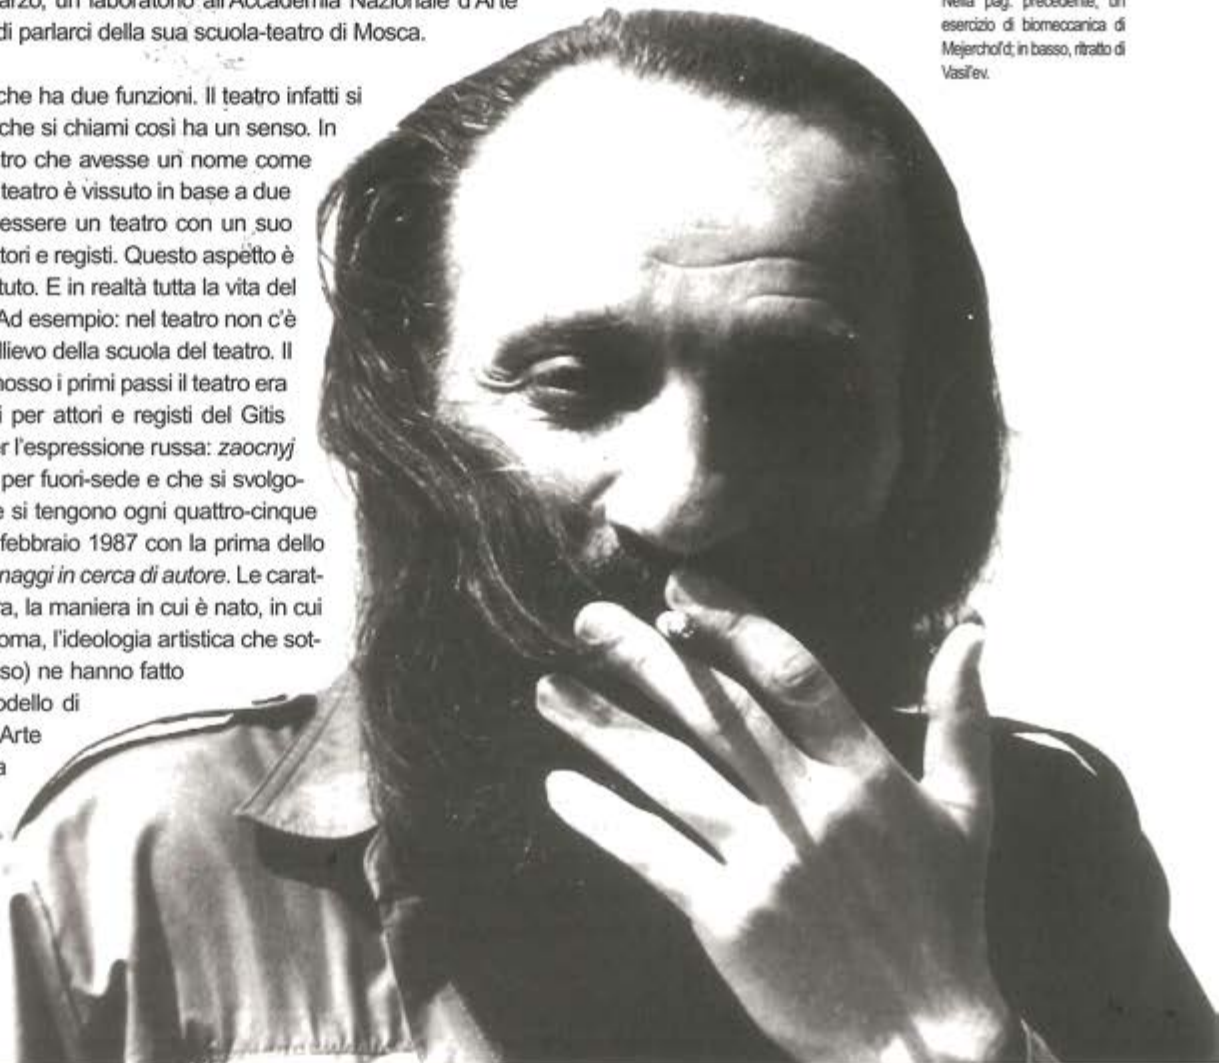 marzo, un laboratorio all'Accademia Nazionale d'Arte
di parlarci della sua scuola-teatro di Mosca.
che ha due funzioni. Il teatro infatti si
che si chiami così ha un senso. In
tro che avesse un nome come
teatro è vissuto in base a due
essere un teatro con un suo
tori e registi. Questo aspetto è
tuto. E in realtà tutta la vita del
Ad esempio: nel teatro non c'è
llievo della scuola del teatro. Il
mosso i primi passi il teatro era
i per attori e registi del Gitis
er l'espressione russa: zaocnyj
per fuori-sede e che si svolgo-
e si tengono ogni quattro-cinque
febbraio 1987 con la prima dello
naggi in cerca di autore. Le carat-
ra, la maniera in cui è nato, in cui
oma, l'ideologia artistica che sot-
so) ne hanno fatto
odello di
Arte
a
Nella pag. precedente, un
esercizio di biomeccanica di
Mejerchol'd; in basso, ritratto di
Vasil'ev.